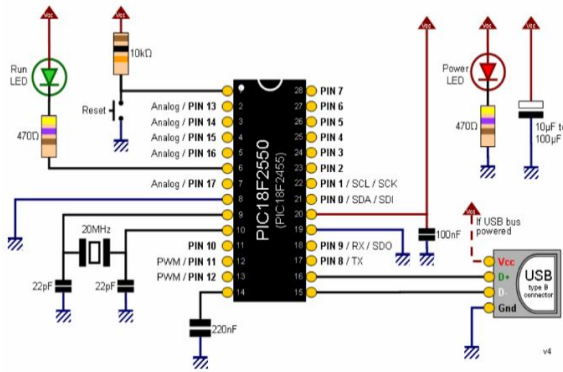 Vcc
Vcc
Vcc
Vcc
Vcc
Run
LED
10kΩ
Power
LED
Reset
470Ω
470Ω
10µF to
100µF
1
28
PIN 7
Analog / PIN 13
2
27
PIN 6
Analog / PIN 14
3
26
PIN 5
Analog / PIN 15
4
25
PIN 4
Analog / PIN 16
5
24
PIN 3
6
23
PIN 2
Analog / PIN 17
7
22
PIN 1 / SCL / SCK
8
21
PIN 0 / SDA / SDI
9
20
10
19
PIN 10
11
18
PIN 9 / RX / SDO
PWM / PIN 11
12
17
PIN 8 / TX
PWM / PIN 12
13
16
14
15
PIC18F2550
(PIC18F2455)
20MHz
22pF
22pF
220nF
100nF
If USB bus
powered
Vcc
D+
D-
Gnd
USB
type B
connector
v4